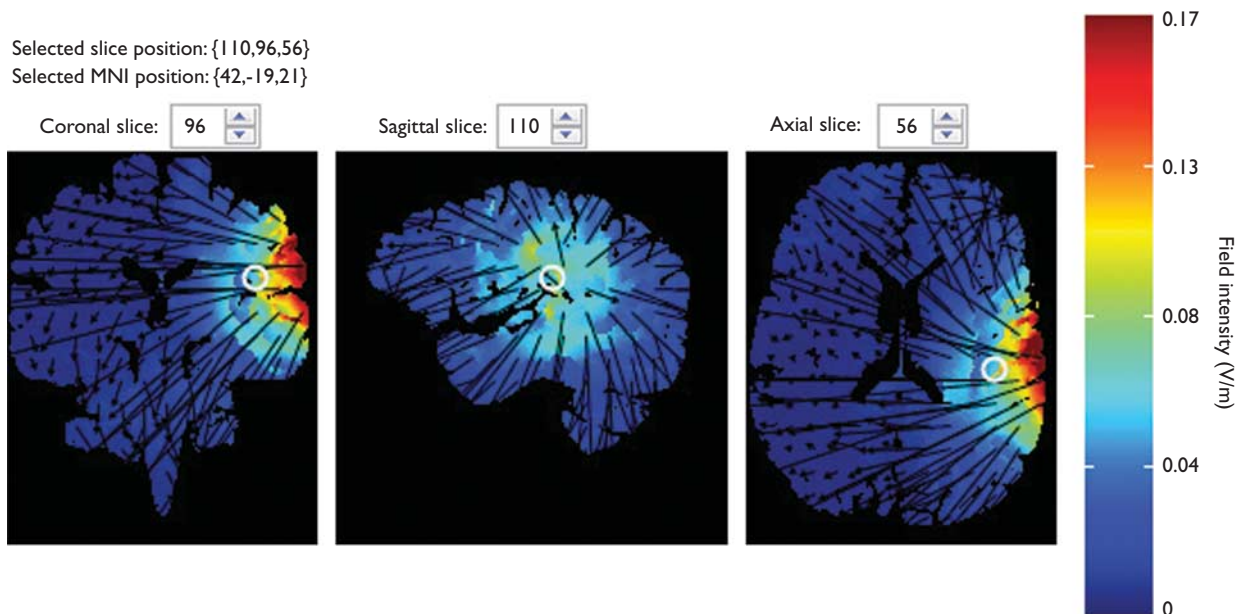 Selected slice position: {110,96,56}
Selected MNI position: {42,-19,21}
Coronal slice: 96
Sagittal slice: 110
Axial slice: 56
0.17
0.13
0.08
0.04
0
Field intensity (V/m)